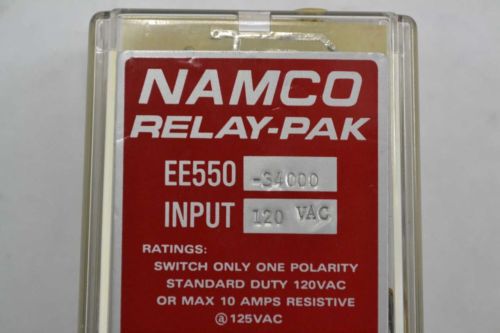 NAMCO
RELAY-PAK
EE550 -34000
INPUT 120 VAC
RATINGS:
SWITCH ONLY ONE POLARITY
STANDARD DUTY 120VAC
OR MAX 10 AMPS RESISTIVE
@ 125VAC